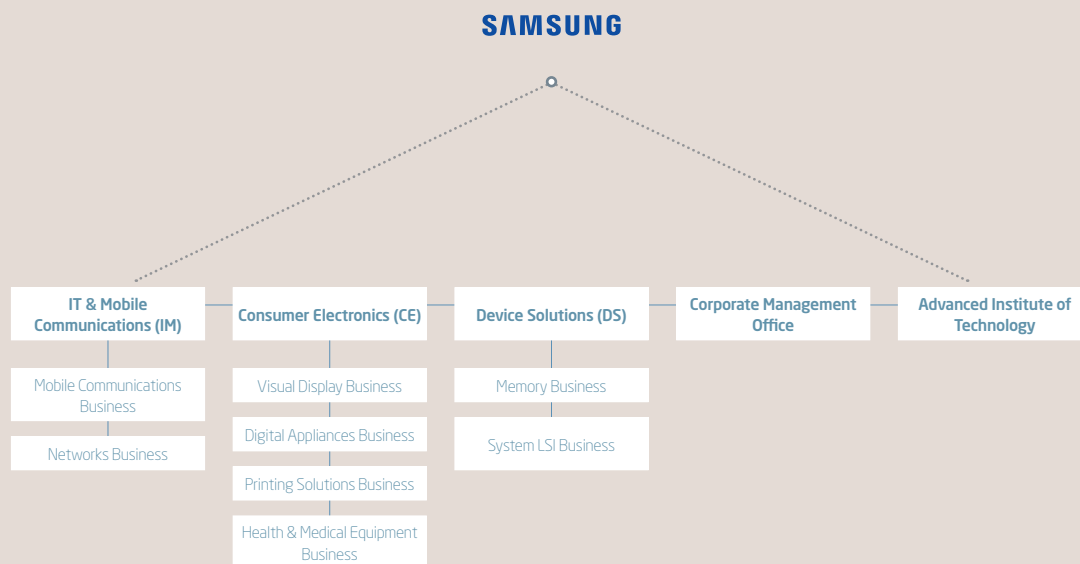 SAMSUNG
IT & Mobile
Communications (IM)
Consumer Electronics (CE)
Device Solutions (DS)
Corporate Management
Office
Advanced Institute of
Technology
Mobile Communications
Business
Networks Business
Visual Display Business
Digital Appliances Business
Printing Solutions Business
Health & Medical Equipment
Business
Memory Business
System LSI Business